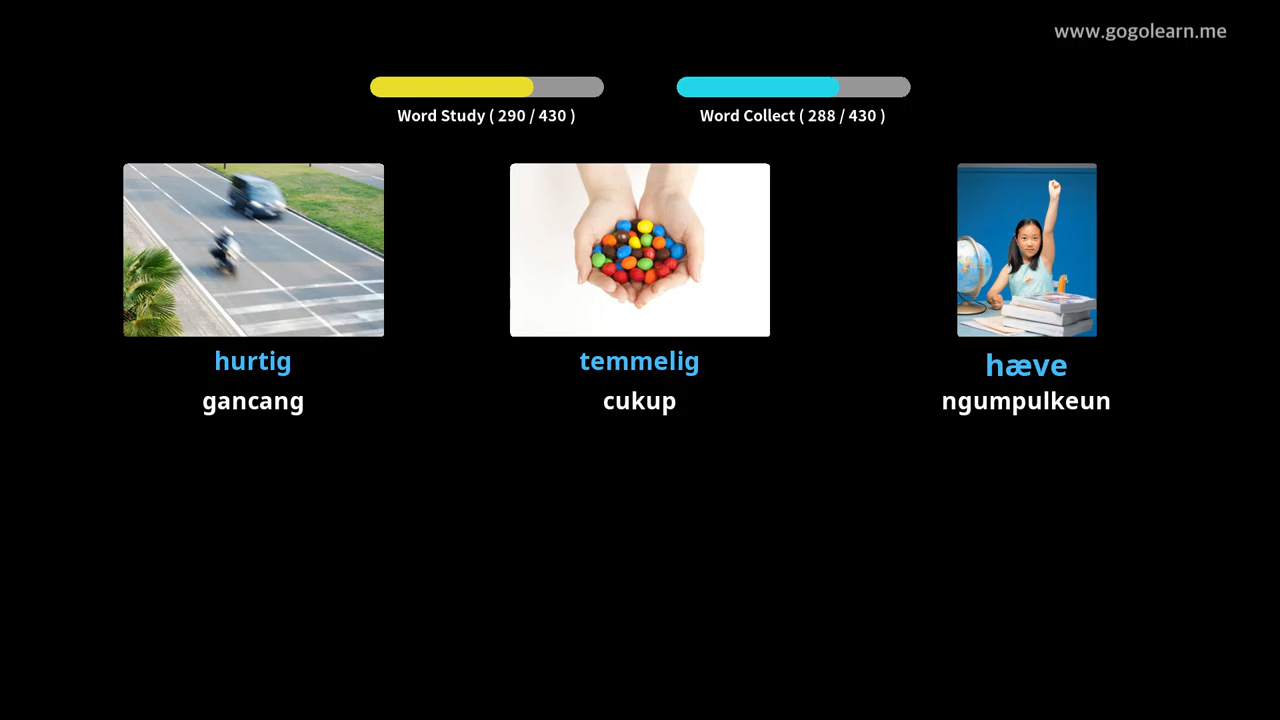 www.gogolearn.me
Word Study ( 290 / 430 )
Word Collect ( 288 / 430 )
hurtig
temmelig
hæve
gancang
cukup
ngumpulkeun